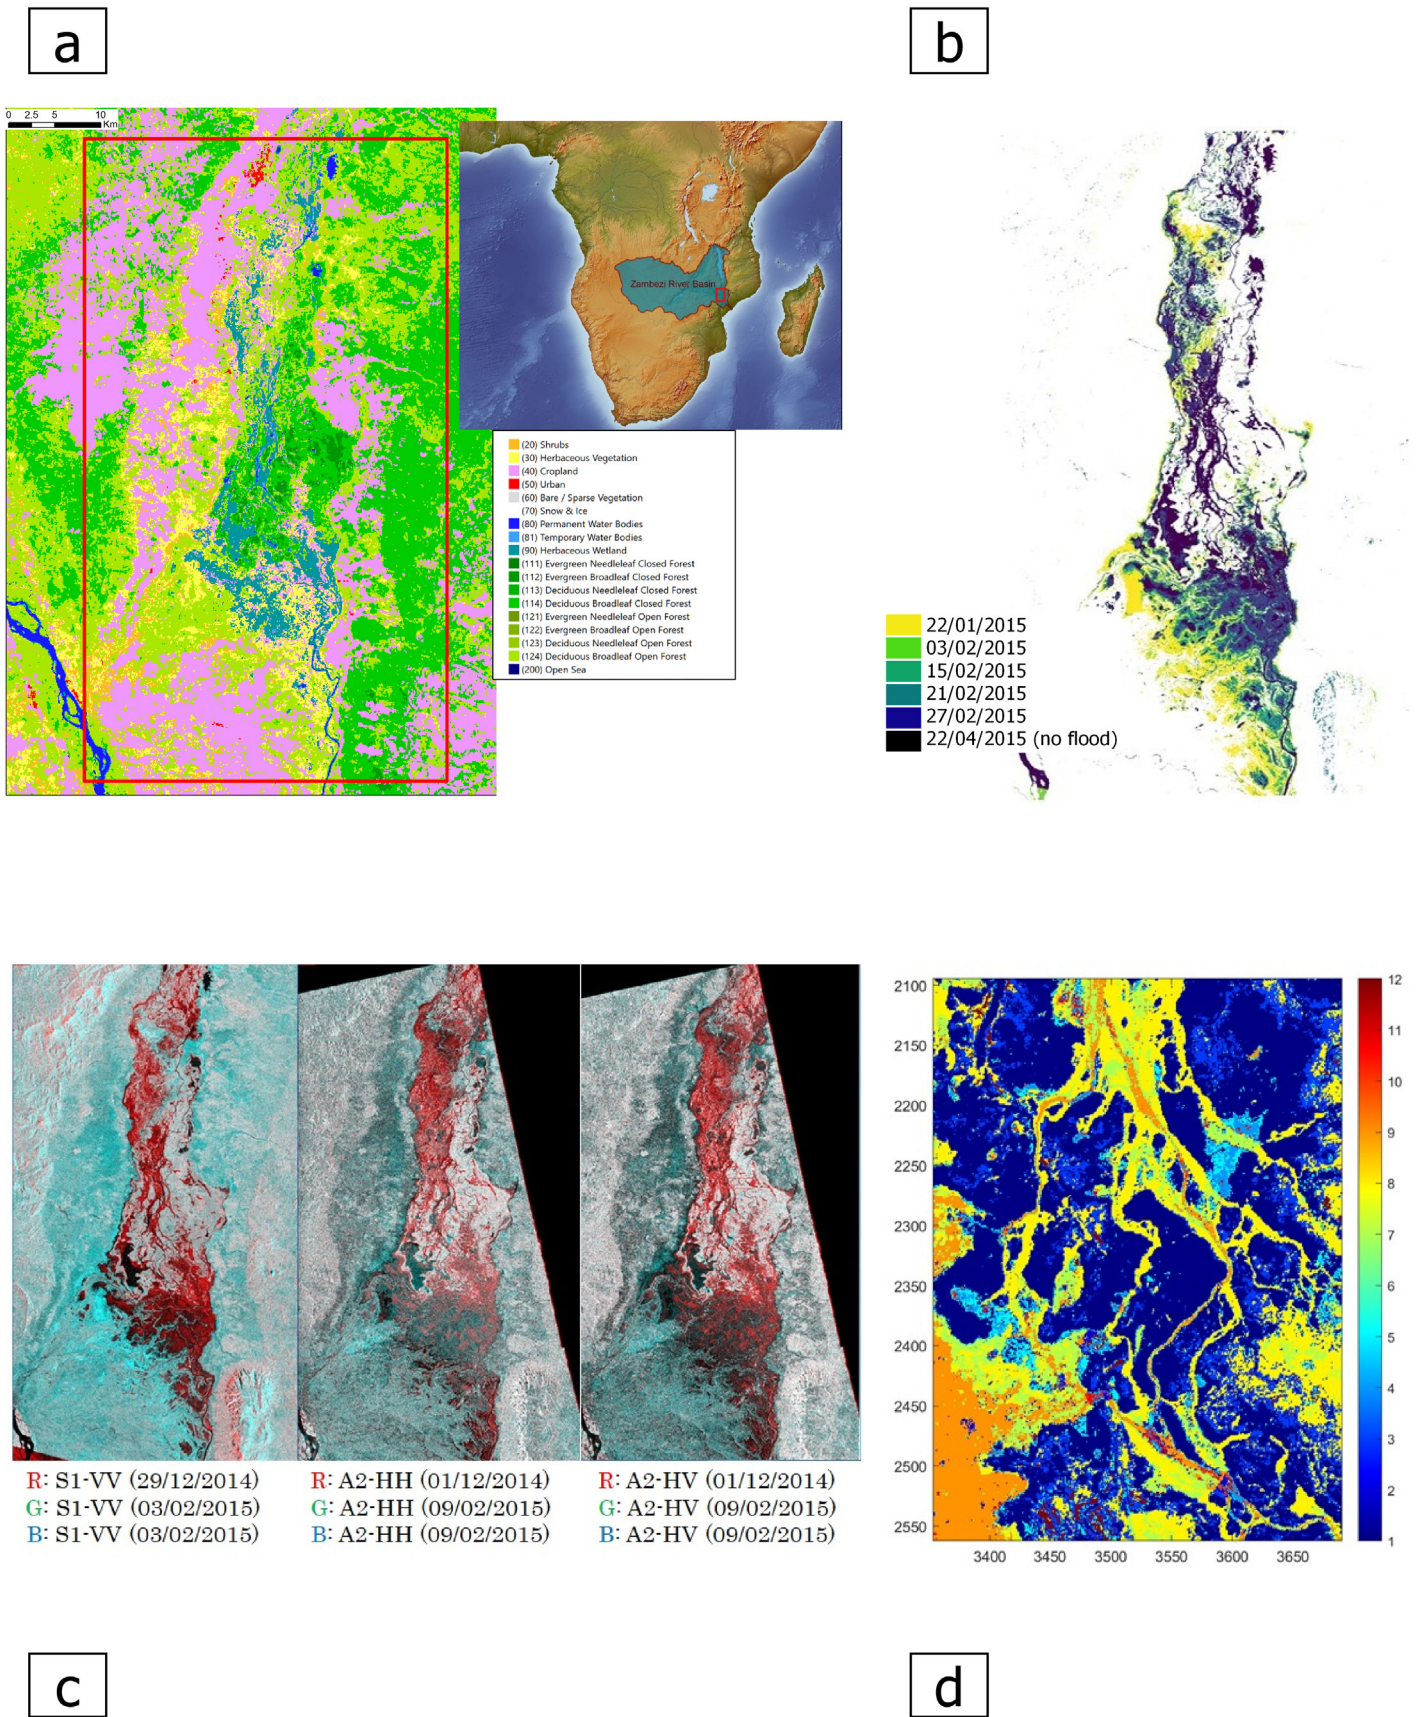 a
b
0 2.5 5 10
Km
Zambezi River Basin
(20) Shrubs
(30) Herbaceous Vegetation
(40) Cropland
(50) Urban
(60) Bare / Sparse Vegetation
(70) Snow & Ice
(80) Permanent Water Bodies
(81) Temporary Water Bodies
(90) Herbaceous Wetland
(111) Evergreen Needleleaf Closed Forest
(112) Evergreen Broadleaf Closed Forest
(113) Deciduous Needleleaf Closed Forest
(114) Deciduous Broadleaf Closed Forest
(121) Evergreen Needleleaf Open Forest
(122) Evergreen Broadleaf Open Forest
(123) Deciduous Needleleaf Open Forest
(124) Deciduous Broadleaf Open Forest
(200) Open Sea
22/01/2015
03/02/2015
15/02/2015
21/02/2015
27/02/2015
22/04/2015 (no flood)
R: S1-VV (29/12/2014)
G: S1-VV (03/02/2015)
B: S1-VV (03/02/2015)
R: A2-HH (01/12/2014)
G: A2-HH (09/02/2015)
B: A2-HH (09/02/2015)
R: A2-HV (01/12/2014)
G: A2-HV (09/02/2015)
B: A2-HV (09/02/2015)
2100
2150
2200
2250
2300
2350
2400
2450
2500
2550
3400 3450 3500 3550 3600 3650
12
11
10
9
8
7
6
5
4
3
2
1
c
d